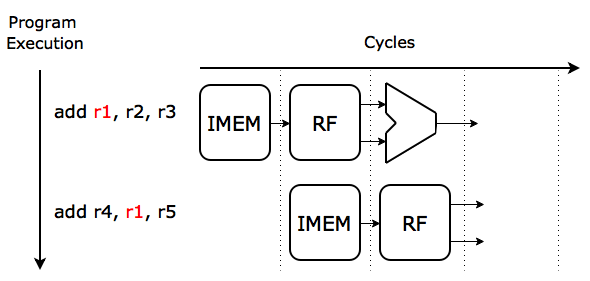 Program
Execution
Cycles
add r1, r2, r3
IMEM
RF
add r4, r1, r5
IMEM
RF